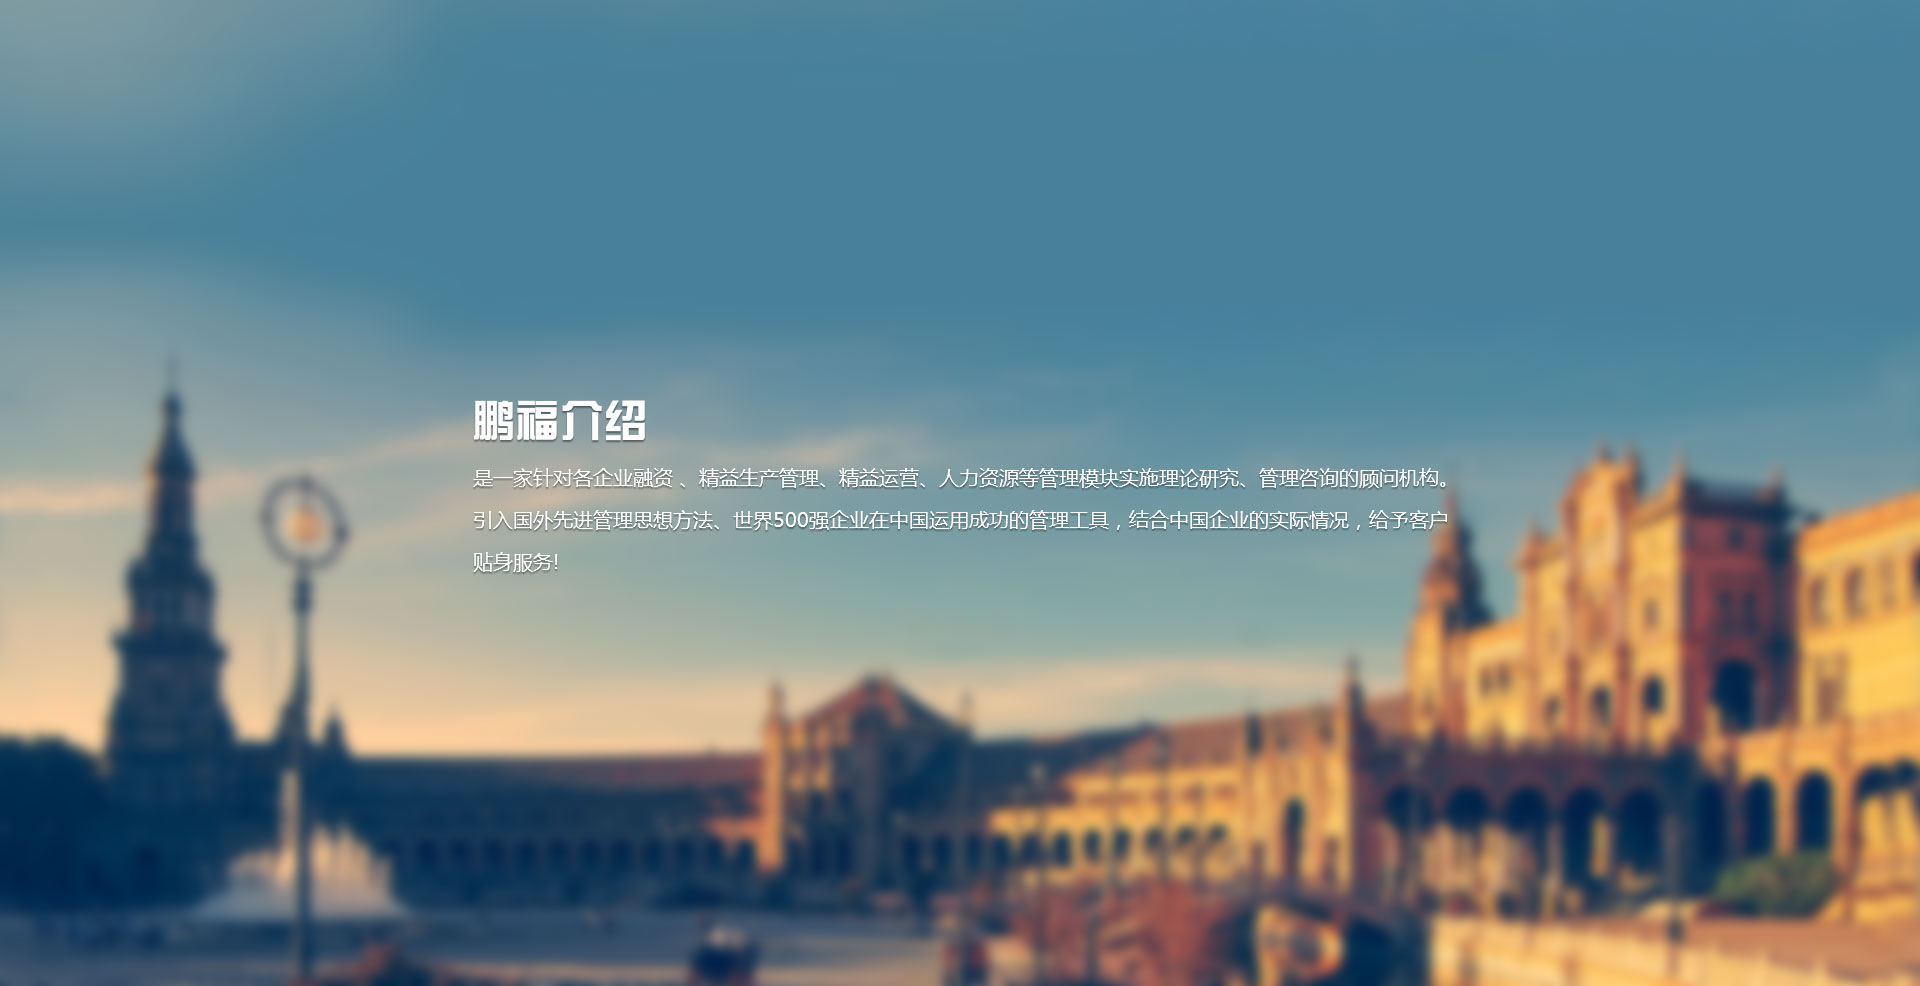 鹏福介绍
是一家针对各企业融资 、精益生产管理、精益运营、人力资源等管理模块实施理论研究、管理咨询的顾问机构。
引入国外先进管理思想方法、世界500强企业在中国运用成功的管理工具，结合中国企业的实际情况，给予客户
贴身服务!